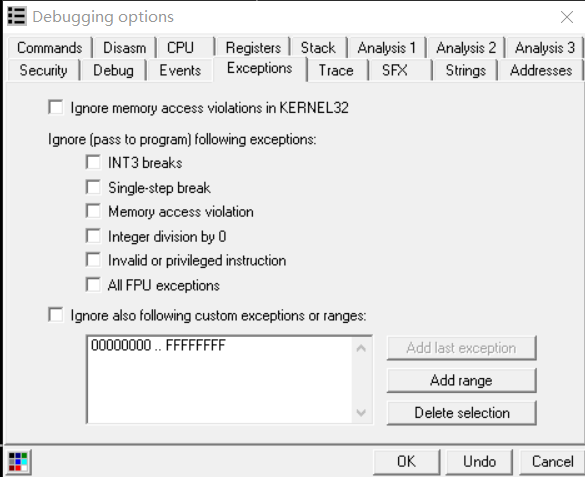 Debugging options
Commands Disasm CPU Registers Stack Analysis 1 Analysis 2 Analysis 3
Security Debug Events Exceptions Trace SFX Strings Addresses
Ignore memory access violations in KERNEL32
Ignore (pass to program) following exceptions:
INT3 breaks
Single-step break
Memory access violation
Integer division by 0
Invalid or privileged instruction
All FPU exceptions
Ignore also following custom exceptions or ranges:
00000000 .. FFFFFFFF
Add last exception
Add range
Delete selection
OK Undo Cancel